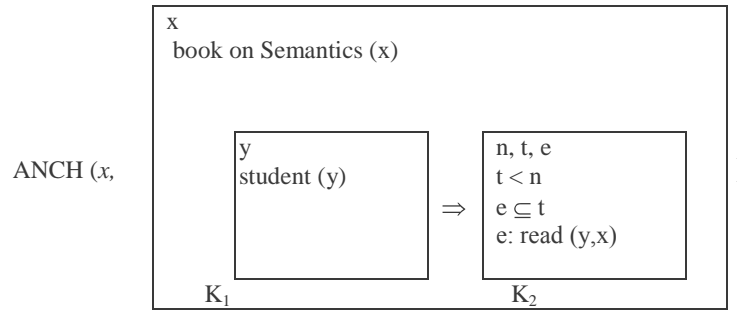 x
book on Semantics (x)
y
student (y)
n, t, e
t < n
ANCH (x,
⇒
e ⊆ t
e: read (y,x)
K₁
K₂